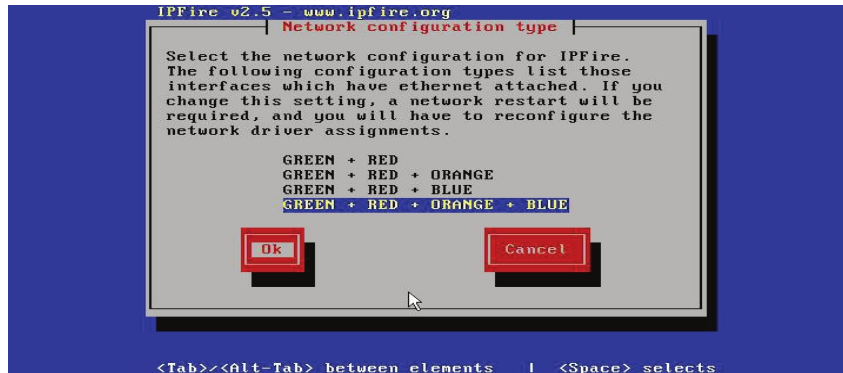 IPFire v2.5 - www.ipfire.org
Network configuration type
Select the network configuration for IPFire.
The following configuration types list those
interfaces which have ethernet attached. If you
change this setting, a network restart will be
required, and you will have to reconfigure the
network driver assignments.
GREEN + RED
GREEN + RED + ORANGE
GREEN + RED + BLUE
GREEN + RED + ORANGE + BLUE
Ok Cancel
<Tab>/<Alt-Tab> between elements | <Space> selects